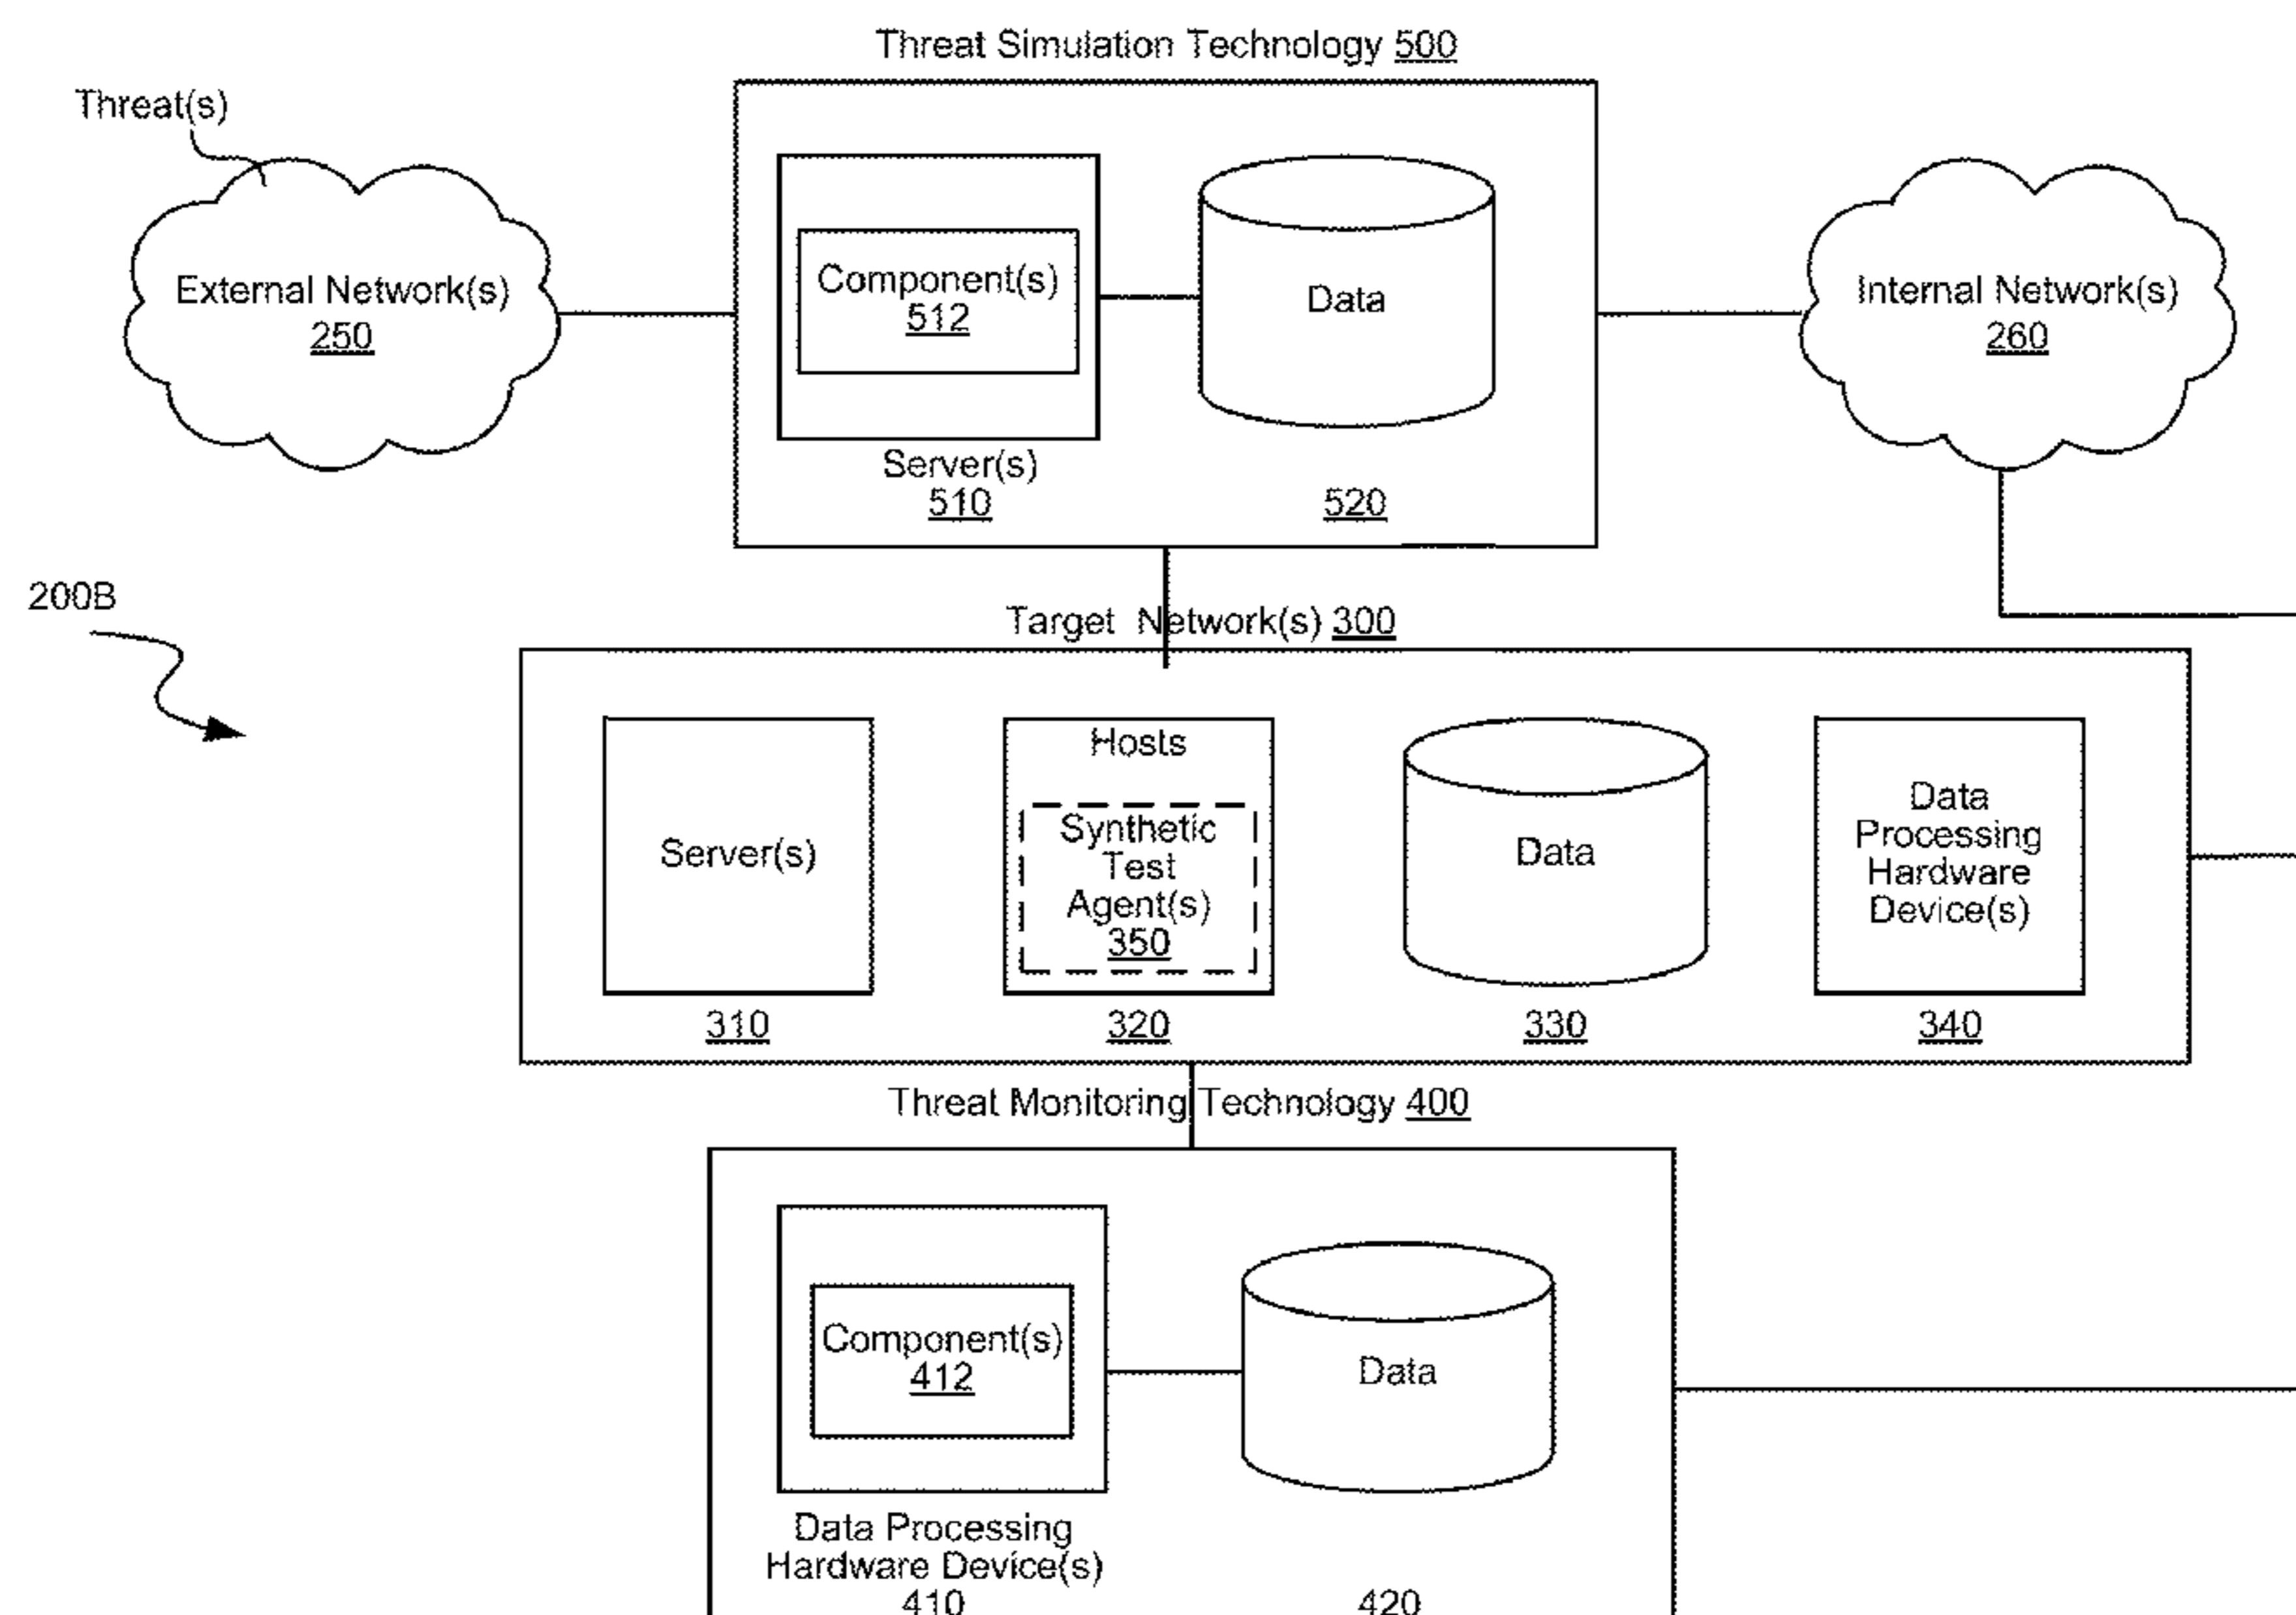 Threat Simulation Technology 500
Threat(s)
External Network(s)
250
Component(s)
512
Data
Internal Network(s)
260
Server(s)
510
520
200B
Target Network(s) 300
Server(s)
310
Hosts
Synthetic
Test
Agent(s)
350
320
Data
330
Data
Processing
Hardware
Device(s)
340
Threat Monitoring Technology 400
Component(s)
412
Data
Data Processing
Hardware Device(s)
410
420